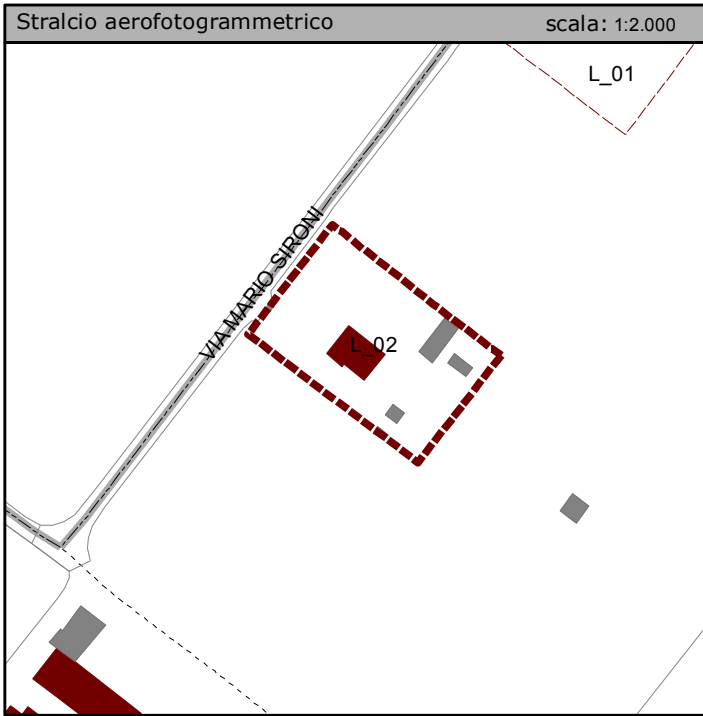 Stralcio aerofotogrammetrico scala: 1:2.000
L_01
VIA MARIO SIRONI
L_02